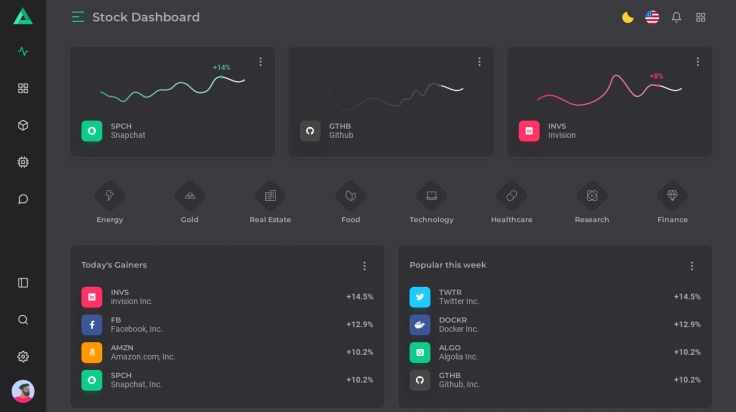 Stock Dashboard
+14%
SPCH
Snapchat
GTHB
Github
+8%
INVS
Invision
Energy
Gold
Real Estate
Food
Technology
Healthcare
Research
Finance
Today's Gainers
INVS
Invision Inc.
+14.5%
FB
Facebook, Inc.
+12.9%
AMZN
Amazon.com, Inc.
+10.2%
SPCH
Snapchat, Inc.
+10.2%
Popular this week
TWTR
Twitter Inc.
+14.5%
DOCKR
Docker Inc.
+12.9%
ALGO
Algolia Inc.
+10.2%
GTHB
Github, Inc.
+10.2%